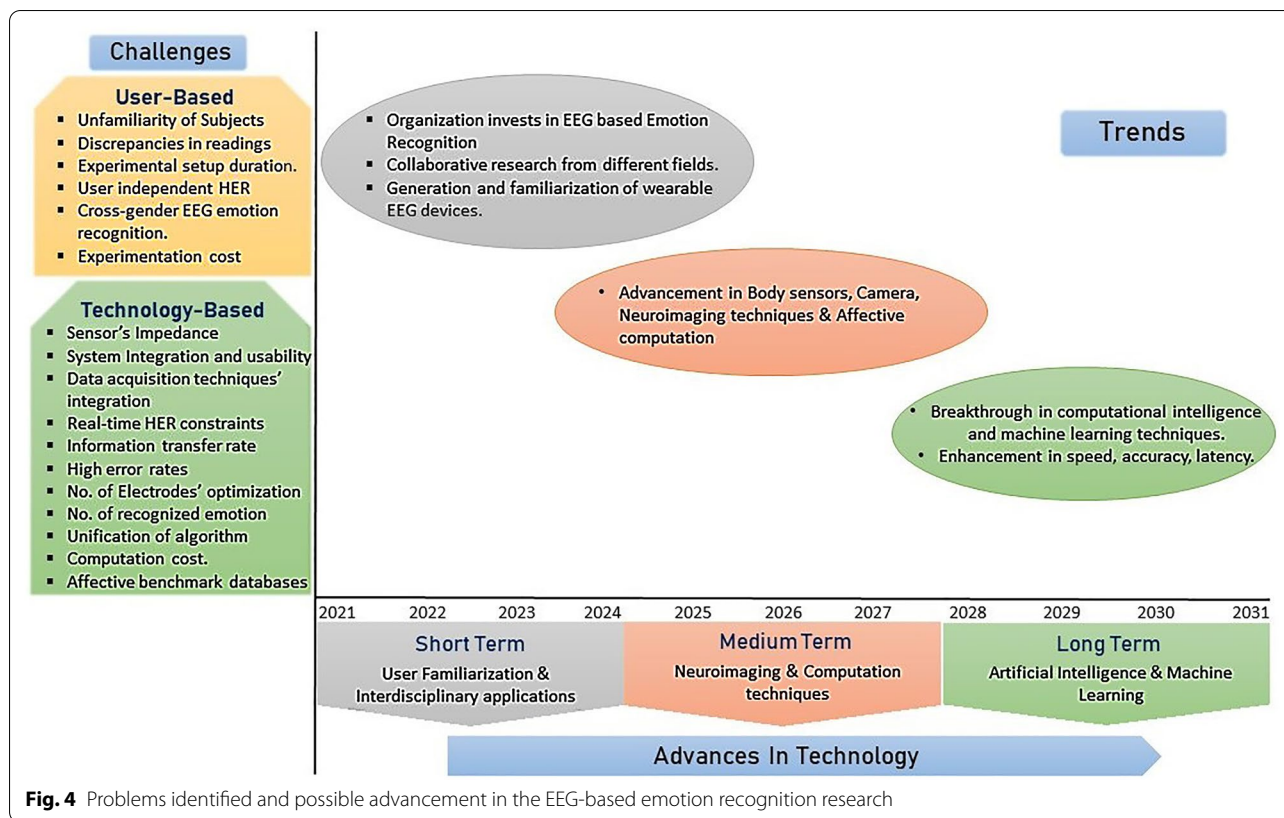 Challenges
User-Based
▪ Unfamiliarity of Subjects
▪ Discrepancies in readings
▪ Experimental setup duration.
▪ User independent HER
▪ Cross-gender EEG emotion
recognition.
▪ Experimentation cost
Technology-Based
▪ Sensor's Impedance
▪ System Integration and usability
▪ Data acquisition techniques'
integration
▪ Real-time HER constraints
▪ Information transfer rate
▪ High error rates
▪ No. of Electrodes' optimization
▪ No. of recognized emotion
▪ Unification of algorithm
▪ Computation cost.
▪ Affective benchmark databases
▪ Organization invests in EEG based Emotion
Recognition
▪ Collaborative research from different fields.
▪ Generation and familiarization of wearable
EEG devices.
Trends
• Advancement in Body sensors, Camera,
Neuroimaging techniques & Affective
computation
• Breakthrough in computational intelligence
and machine learning techniques.
• Enhancement in speed, accuracy, latency.
2021 2022 2023 2024 2025 2026 2027 2028 2029 2030 2031
Short Term
User Familiarization &
Interdisciplinary applications
Medium Term
Neuroimaging & Computation
techniques
Long Term
Artificial Intelligence & Machine
Learning
Advances In Technology
Fig. 4 Problems identified and possible advancement in the EEG-based emotion recognition research